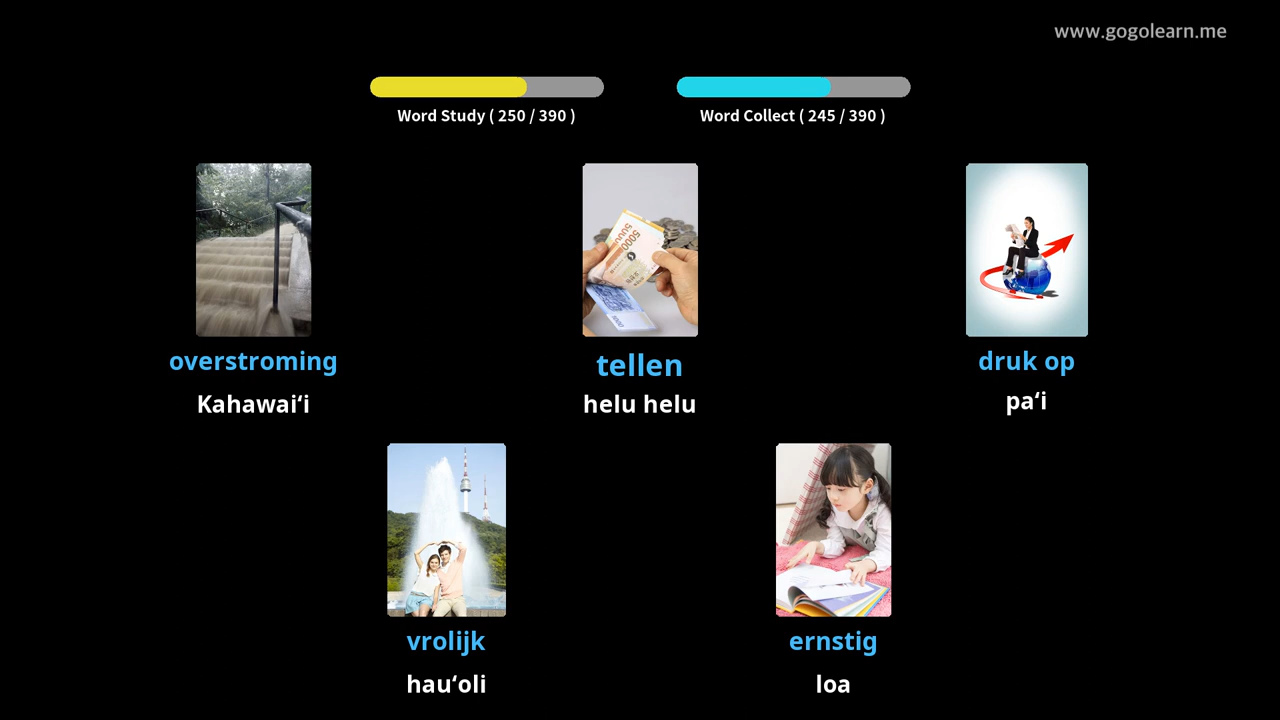 www.gogolearn.me
Word Study ( 250 / 390 )
Word Collect ( 245 / 390 )
overstroming
Kahawaiʻi
tellen
helu helu
druk op
paʻi
vrolijk
hauʻoli
ernstig
loa